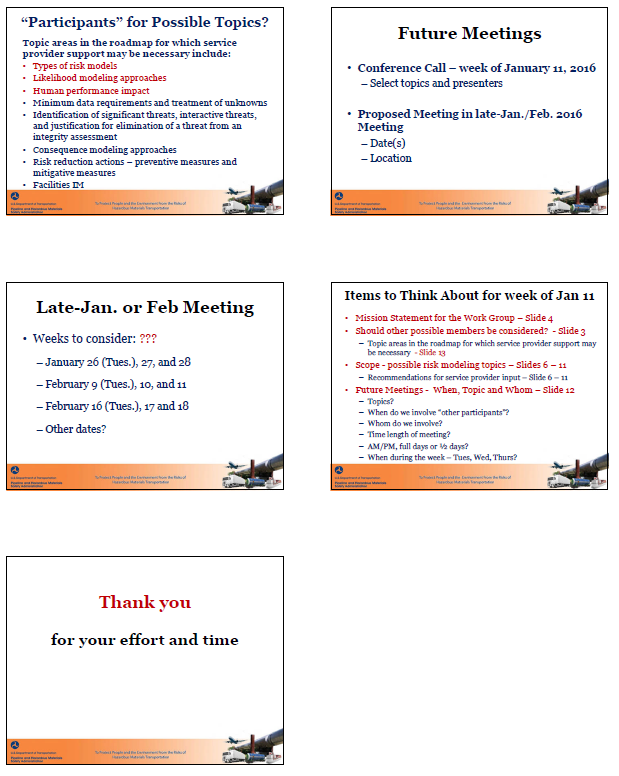 “Participants” for Possible Topics?
Topic areas in the roadmap for which service
provider support may be necessary include:
• Types of risk models
• Likelihood modeling approaches
• Human performance impact
• Minimum data requirements and treatment of unknowns
• Identification of significant threats, interactive threats,
and justification for elimination of a threat from an
integrity assessment
• Consequence modeling approaches
• Risk reduction actions – preventive measures and
mitigative measures
• Facilities IM
U.S. Department of Transportation
Pipeline and Hazardous Materials
Safety Administration
To Protect People and the Environment From the Risks of
Hazardous Materials Transportation
Future Meetings
• Conference Call – week of January 11, 2016
– Select topics and presenters
• Proposed Meeting in late-Jan./Feb. 2016
Meeting
– Date(s)
– Location
U.S. Department of Transportation
Pipeline and Hazardous Materials
Safety Administration
To Protect People and the Environment From the Risks of
Hazardous Materials Transportation
Late-Jan. or Feb Meeting
• Weeks to consider: ???
– January 26 (Tues.), 27, and 28
– February 9 (Tues.), 10, and 11
– February 16 (Tues.), 17 and 18
– Other dates?
U.S. Department of Transportation
Pipeline and Hazardous Materials
Safety Administration
To Protect People and the Environment From the Risks of
Hazardous Materials Transportation
Items to Think About for week of Jan 11
• Mission Statement for the Work Group – Slide 4
• Should other possible members be considered? - Slide 3
– Topic areas in the roadmap for which service provider support may
be necessary - Slide 13
• Scope - possible risk modeling topics – Slides 6 – 11
– Recommendations for service provider input – Slide 6 – 11
• Future Meetings - When, Topic and Whom – Slide 12
– Topics?
– When do we involve “other participants”?
– Whom do we involve?
– Time length of meeting?
– AM/PM, full days or ½ days?
– When during the week – Tues, Wed, Thurs?
U.S. Department of Transportation
Pipeline and Hazardous Materials
Safety Administration
To Protect People and the Environment From the Risks of
Hazardous Materials Transportation
Thank you
for your effort and time
U.S. Department of Transportation
Pipeline and Hazardous Materials
Safety Administration
To Protect People and the Environment From the Risks of
Hazardous Materials Transportation